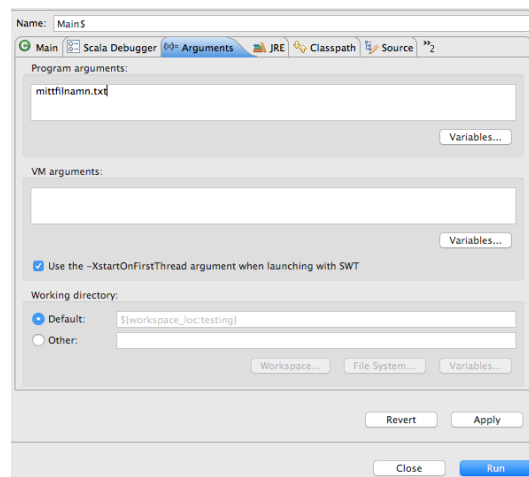 Name: Main$
Main Scala Debugger (x)= Arguments JRE Classpath Source »2
Program arguments:
mittfilnamn.txt
Variables...
VM arguments:
Variables...
Use the -XstartOnFirstThread argument when launching with SWT
Working directory:
Default: ${workspace_loc:testing}
Other:
Workspace... File System... Variables...
Revert Apply
Close Run